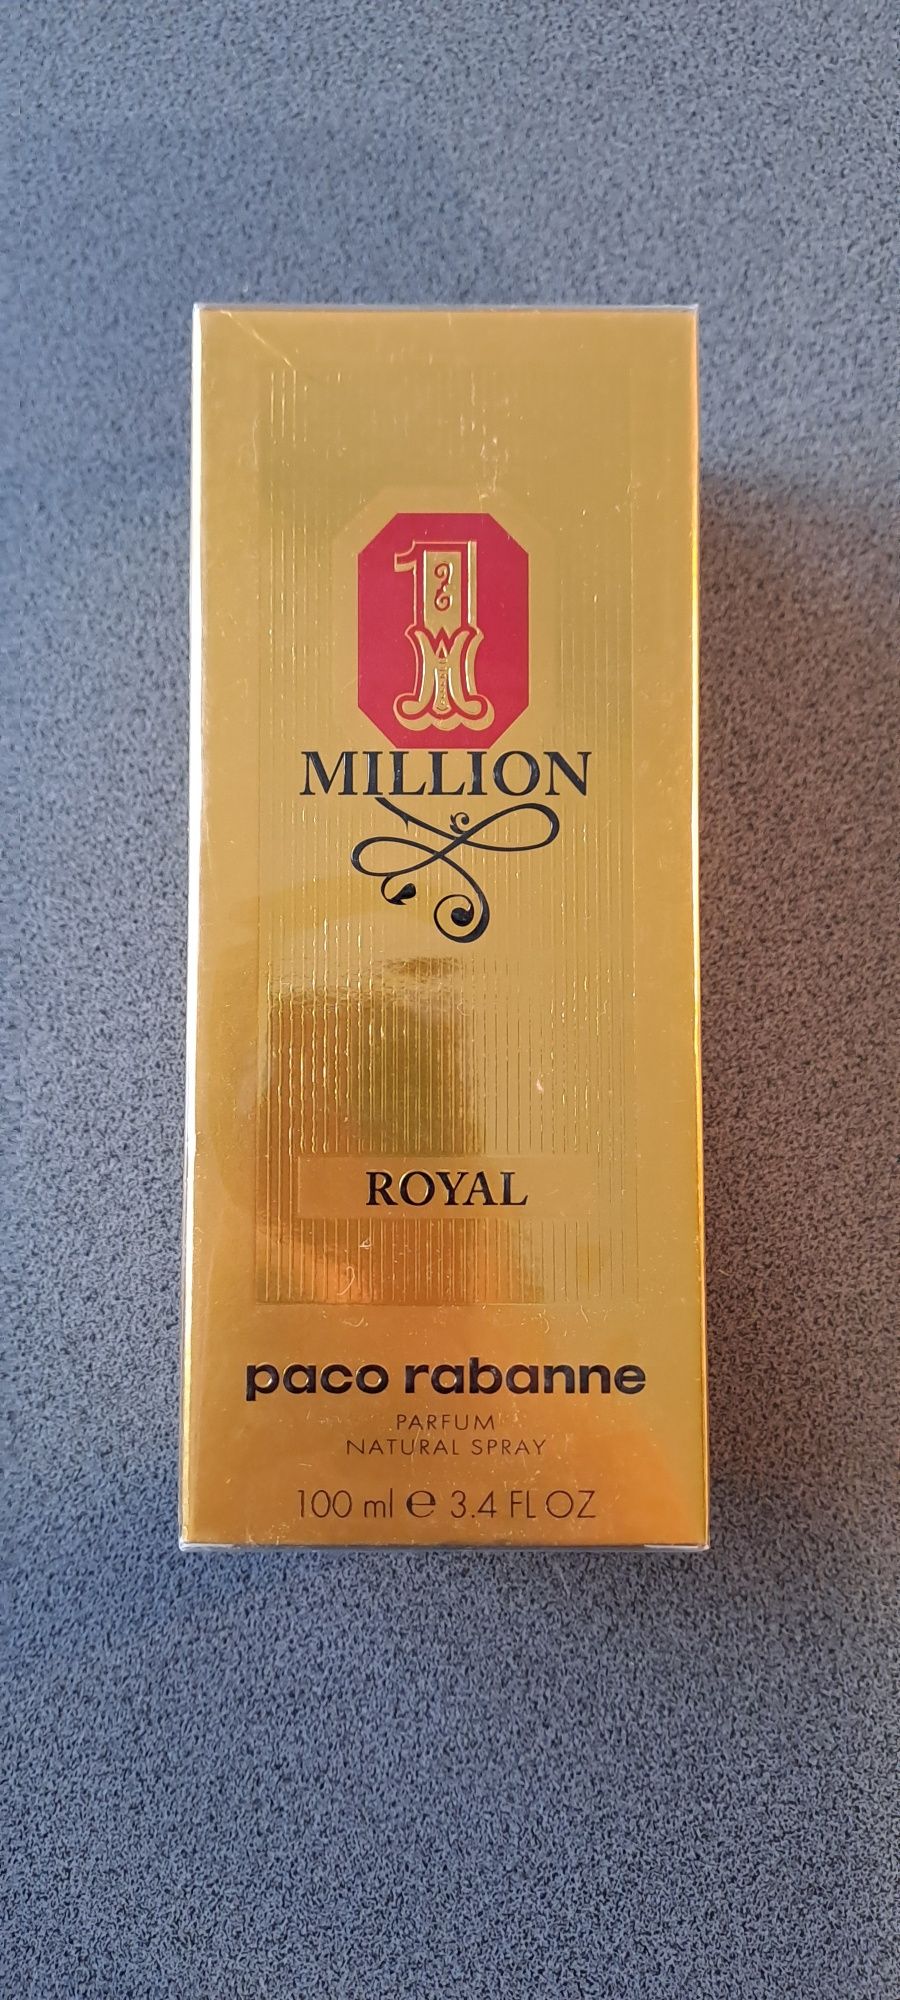 1
MILLION
ROYAL
paco rabanne
PARFUM
NATURAL SPRAY
100 ml ℮ 3.4 FL OZ